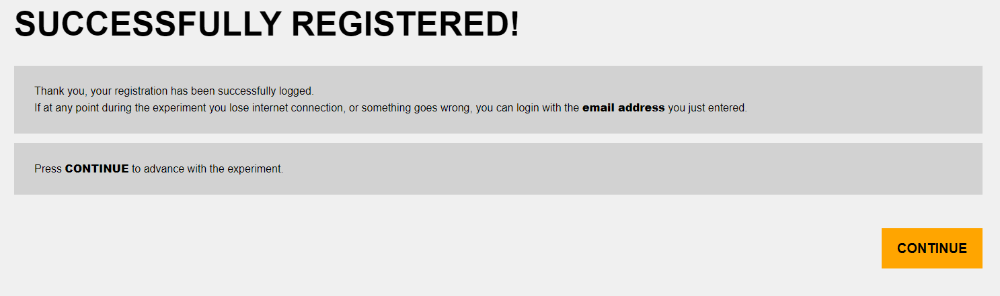 SUCCESSFULLY REGISTERED!
Thank you, your registration has been successfully logged.
If at any point during the experiment you lose internet connection, or something goes wrong, you can login with the email address you just entered.
Press CONTINUE to advance with the experiment.
CONTINUE